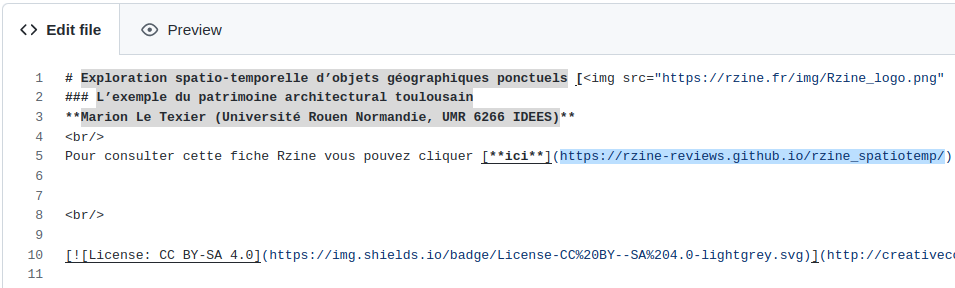 Edit file Preview
1 # Exploration spatio-temporelle d’objets géographiques ponctuels [<img src="https://rzine.fr/img/Rzine_logo.png"
2 ### L’exemple du patrimoine architectural toulousain
3 **Marion Le Texier (Université Rouen Normandie, UMR 6266 IDEES)**
4 <br/>
5 Pour consulter cette fiche Rzine vous pouvez cliquer [**ici**](https://rzine-reviews.github.io/rzine_spatiotemp/)
6
7
8 <br/>
9
10 [![License: CC BY-SA 4.0](https://img.shields.io/badge/License-CC%20BY--SA%204.0-lightgrey.svg)](http://creativeco
11